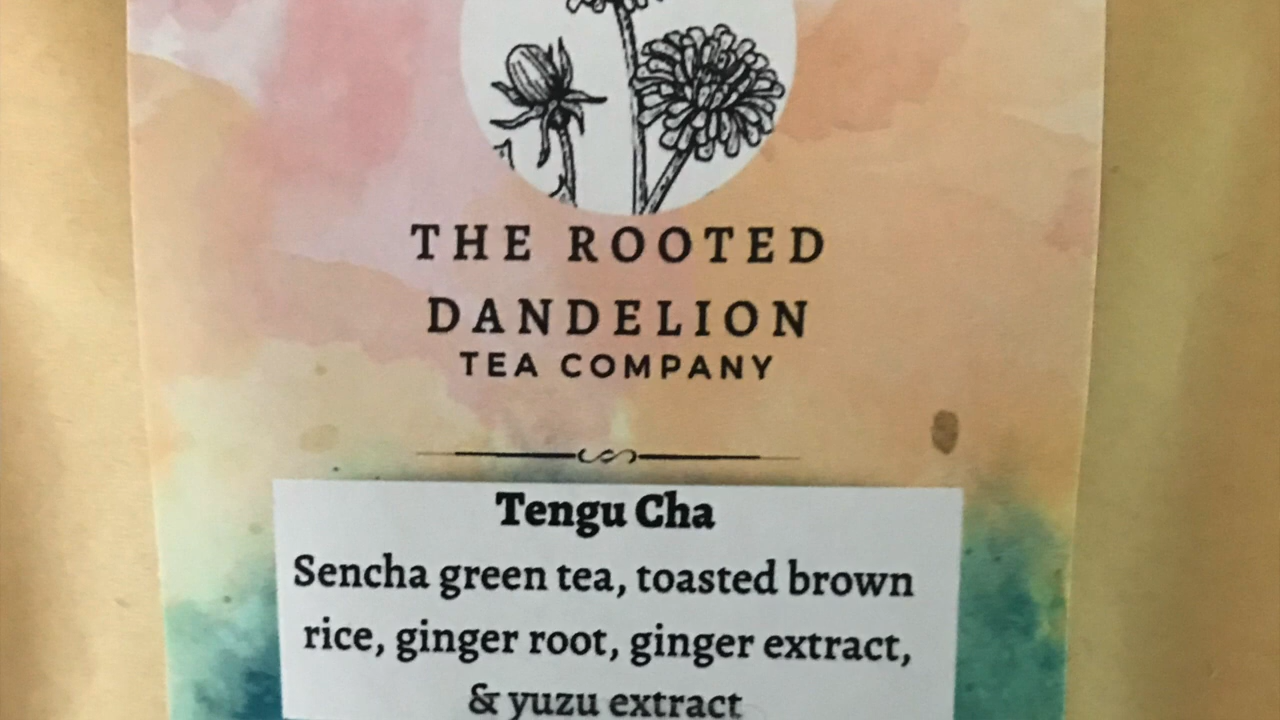 THE ROOTED
DANDELION
TEA COMPANY
Tengu Cha
Sencha green tea, toasted brown
rice, ginger root, ginger extract,
& yuzu extract